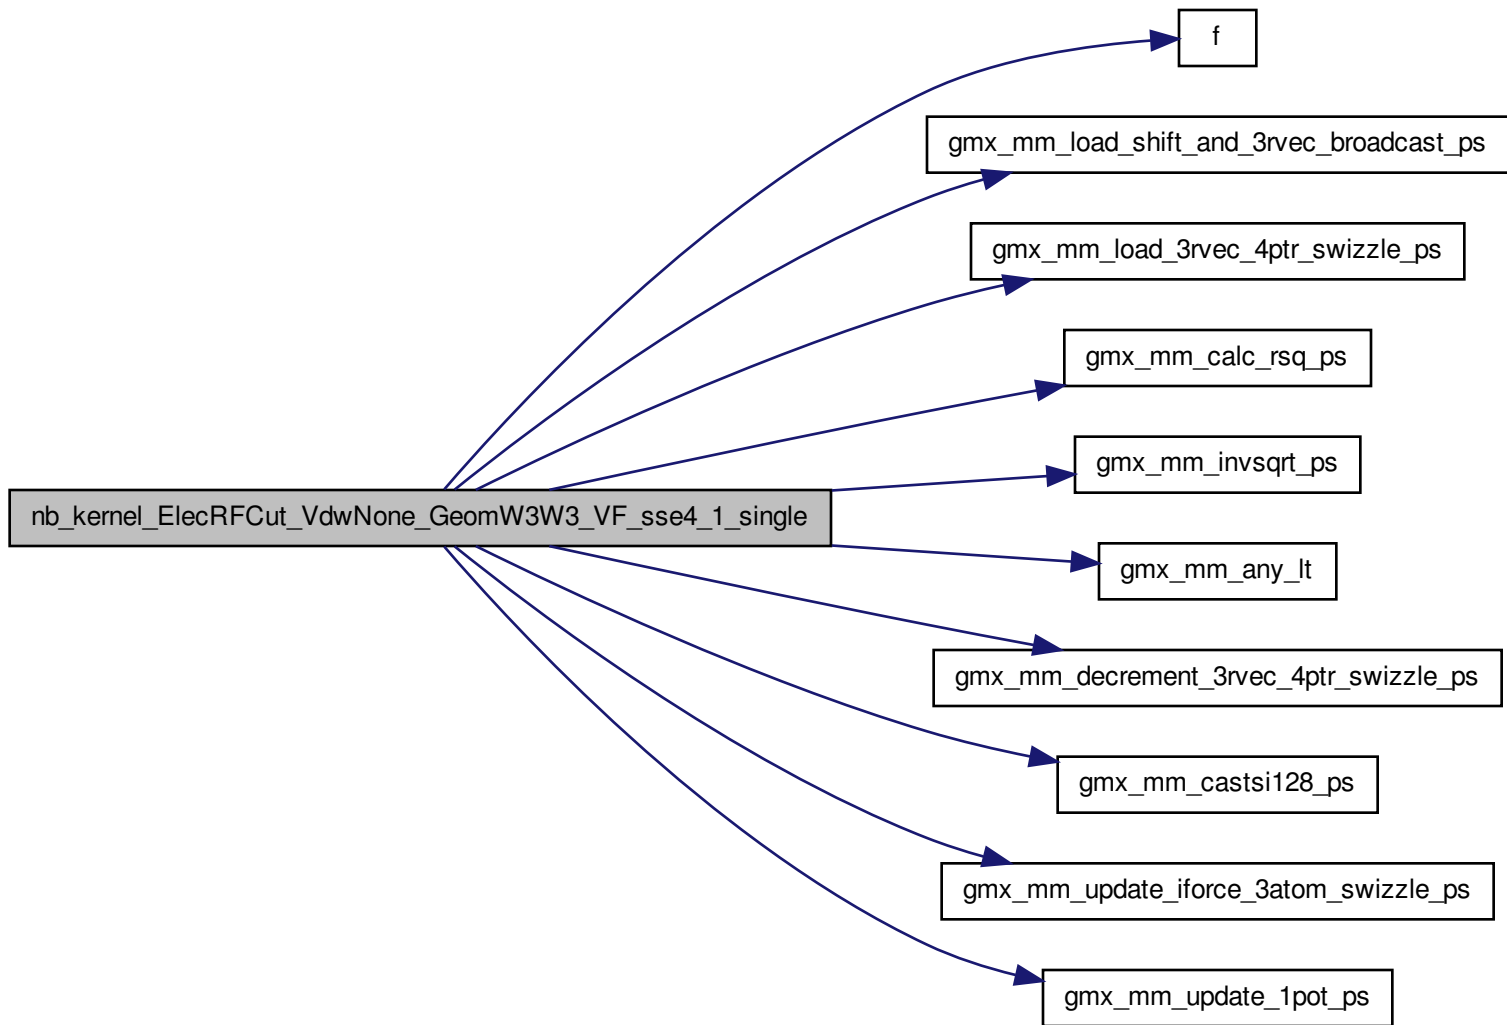 f
gmx_mm_load_shift_and_3rvec_broadcast_ps
gmx_mm_load_3rvec_4ptr_swizzle_ps
gmx_mm_calc_rsq_ps
gmx_mm_invsqrt_ps
nb_kernel_ElecRFCut_VdwNone_GeomW3W3_VF_sse4_1_single
gmx_mm_any_lt
gmx_mm_decrement_3rvec_4ptr_swizzle_ps
gmx_mm_castsi128_ps
gmx_mm_update_iforce_3atom_swizzle_ps
gmx_mm_update_1pot_ps